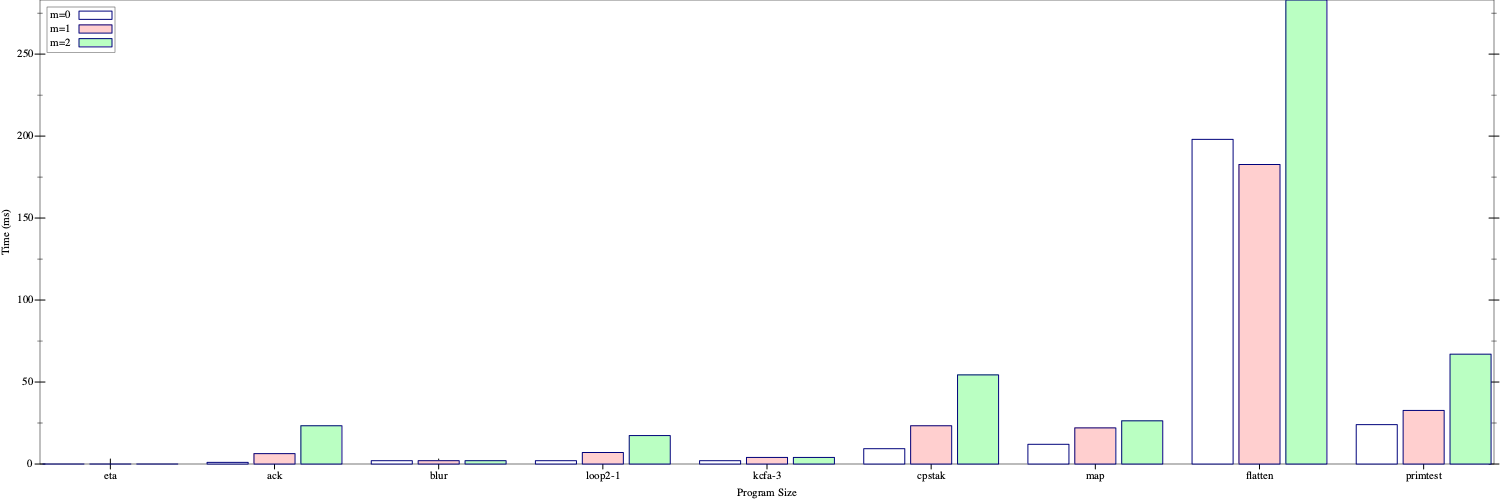 m=0
m=1
m=2
250
200
150
100
50
0
Time (ms)
eta ack blur loop2-1 kcfa-3 cpstak map flatten primtest
Program Size